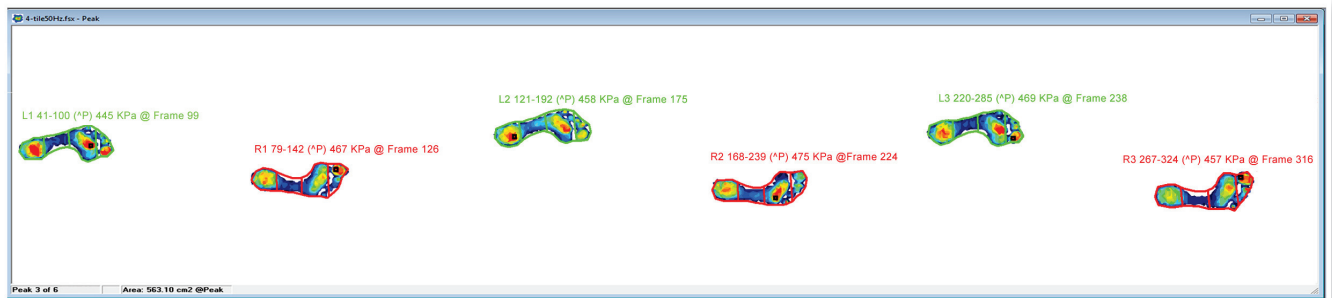 4-tile50Hz.fsx - Peak
L1 41-100 (^P) 445 KPa @ Frame 99
R1 79-142 (^P) 467 KPa @ Frame 126
L2 121-192 (^P) 458 KPa @ Frame 175
R2 168-239 (^P) 475 KPa @Frame 224
L3 220-285 (^P) 469 KPa @ Frame 238
R3 267-324 (^P) 457 KPa @ Frame 316
Peak 3 of 6
Area: 563.10 cm2 @Peak